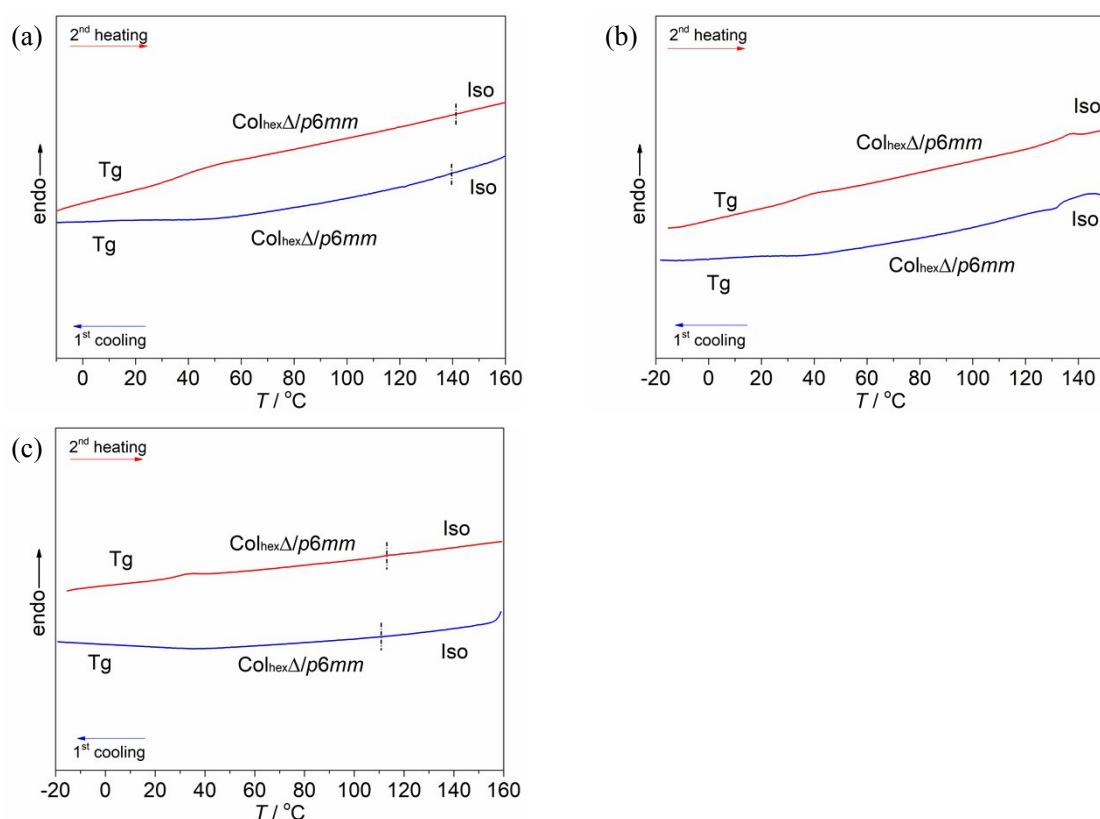 (a)
2nd heating
Iso
ColhexΔ/p6mm
Tg
Iso
Tg
ColhexΔ/p6mm
1st cooling
endo
0 20 40 60 80 100 120 140 160
T / °C
(b)
2nd heating
Iso
ColhexΔ/p6mm
Tg
Iso
ColhexΔ/p6mm
Tg
1st cooling
endo
-20 0 20 40 60 80 100 120 140
T / °C
(c)
2nd heating
Iso
ColhexΔ/p6mm
Tg
Iso
Tg
ColhexΔ/p6mm
1st cooling
endo
-20 0 20 40 60 80 100 120 140 160
T / °C